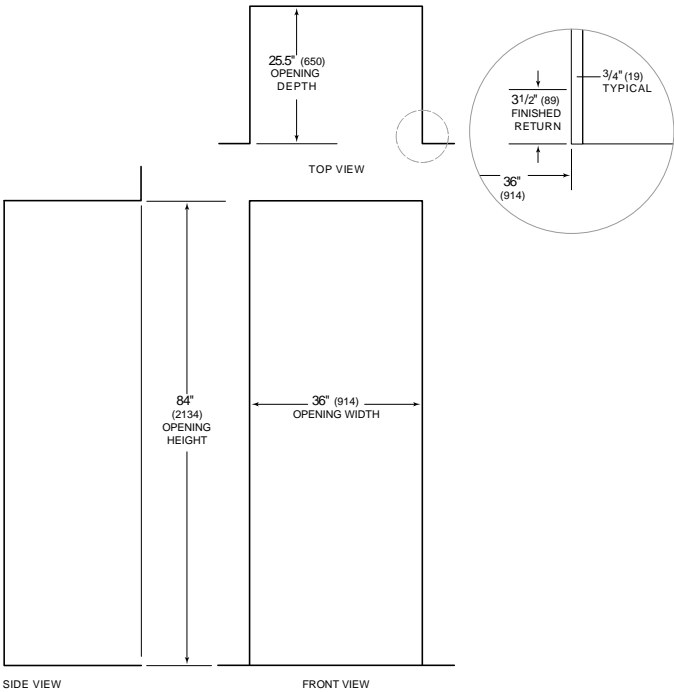 25.5" (650)
OPENING
DEPTH
TOP VIEW
3/4" (19)
TYPICAL
31/2" (89)
FINISHED
RETURN
36"
(914)
84"
(2134)
OPENING
HEIGHT
36" (914)
OPENING WIDTH
SIDE VIEW
FRONT VIEW